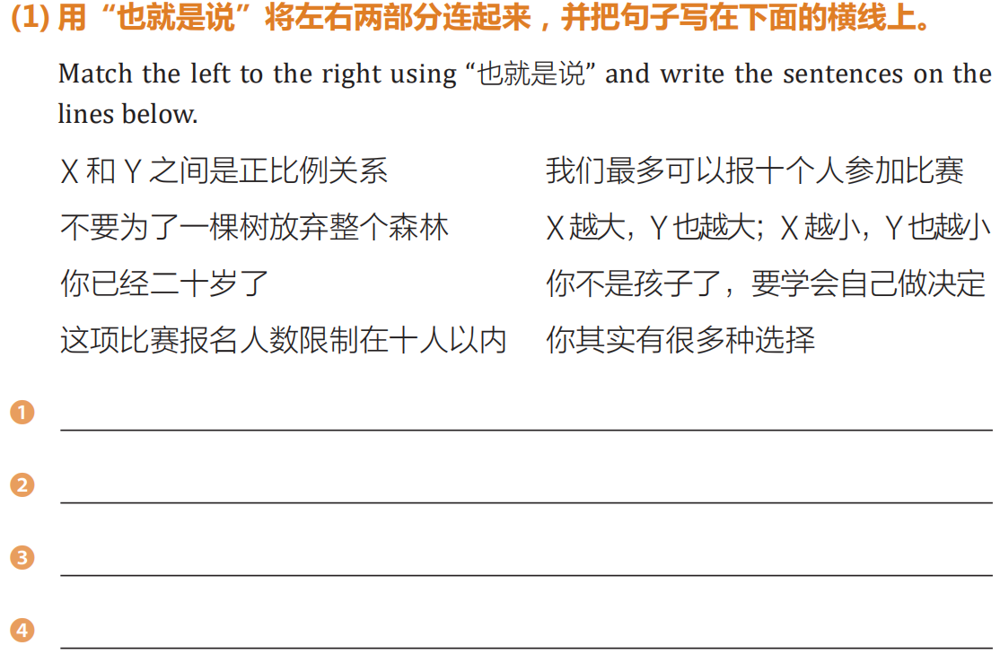 (1) 用“也就是说”将左右两部分连起来，并把句子写在下面的横线上。
Match the left to the right using “也就是说” and write the sentences on the
lines below.
X 和 Y 之间是正比例关系 我们最多可以报十个人参加比赛
不要为了一棵树放弃整个森林 X 越大，Y 也越大；X 越小，Y 也越小
你已经二十岁了 你不是孩子了，要学会自己做决定
这项比赛报名人数限制在十人以内 你其实有很多种选择
1
2
3
4